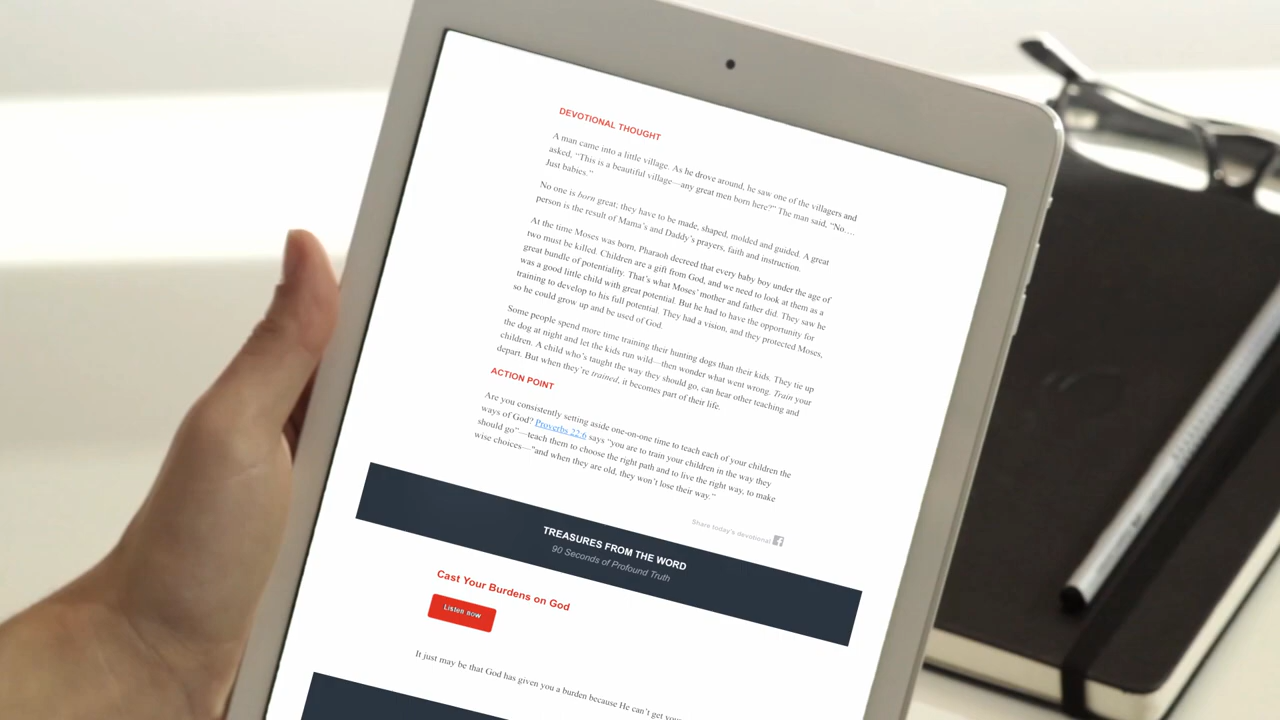 DEVOTIONAL THOUGHT
A man came into a little village. As he drove around, he saw one of the villagers and
asked, “This is a beautiful village—any great men born here?” The man said, “No....
Just babies.”
No one is born great; they have to be made, shaped, molded and guided. A great
person is the result of Mama’s and Daddy’s prayers, faith and instruction.
At the time Moses was born, Pharaoh decreed that every baby boy under the age of
two must be killed. Children are a gift from God, and we need to look at them as a
great bundle of potentiality. That’s what Moses’ mother and father did. They saw he
was a good little child with great potential. But he had to have the opportunity for
training to develop to his full potential. They had a vision, and they protected Moses,
so he could grow up and be used of God.
Some people spend more time training their hunting dogs than their kids. They tie up
the dog at night and let the kids run wild—then wonder what went wrong. Train your
children. A child who’s taught the way they should go, can hear other teaching and
depart. But when they’re trained, it becomes part of their life.
ACTION POINT
Are you consistently setting aside one-on-one time to teach each of your children the
ways of God? Proverbs 22:6 says “you are to train your children in the way they
should go”—teach them to choose the right path and to live the right way, to make
wise choices—“and when they are old, they won’t lose their way.”
Share today's devotional
TREASURES FROM THE WORD
90 Seconds of Profound Truth
Cast Your Burdens on God
Listen now
It just may be that God has given you a burden because He can’t get your